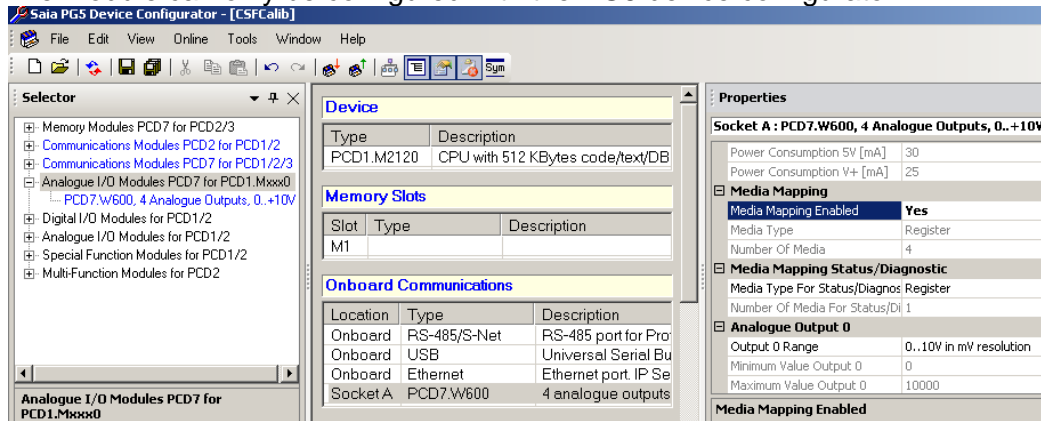 Saia PG5 Device Configurator - [CSFCalib]
File Edit View Online Tools Window Help
Sym
Selector
Memory Modules PCD7 for PCD2/3
Communications Modules PCD2 for PCD1/2
Communications Modules PCD7 for PCD1/2/3
Analogue I/O Modules PCD7 for PCD1.Mxxx0
PCD7.W600, 4 Analogue Outputs, 0..+10V
Digital I/O Modules for PCD1/2
Analogue I/O Modules for PCD1/2
Special Function Modules for PCD1/2
Multi-Function Modules for PCD2
Analogue I/O Modules PCD7 for
PCD1.Mxxx0
Device
Type Description
PCD1.M2120 CPU with 512 KBytes code/text/DB
Memory Slots
Slot Type Description
M1
Onboard Communications
Location Type Description
Onboard RS-485/S-Net RS-485 port for Prof
Onboard USB Universal Serial Bu
Onboard Ethernet Ethernet port. IP Se
Socket A PCD7.W600 4 analogue outputs
Properties
Socket A : PCD7.W600, 4 Analogue Outputs, 0..+10V
Power Consumption 5V [mA] 30
Power Consumption V+ [mA] 25
Media Mapping
Media Mapping Enabled Yes
Media Type Register
Number Of Media 4
Media Mapping Status/Diagnostic
Media Type For Status/Diagnos Register
Number Of Media For Status/Di 1
Analogue Output 0
Output 0 Range 0..10V in mV resolution
Minimum Value Output 0 0
Maximum Value Output 0 10000
Media Mapping Enabled